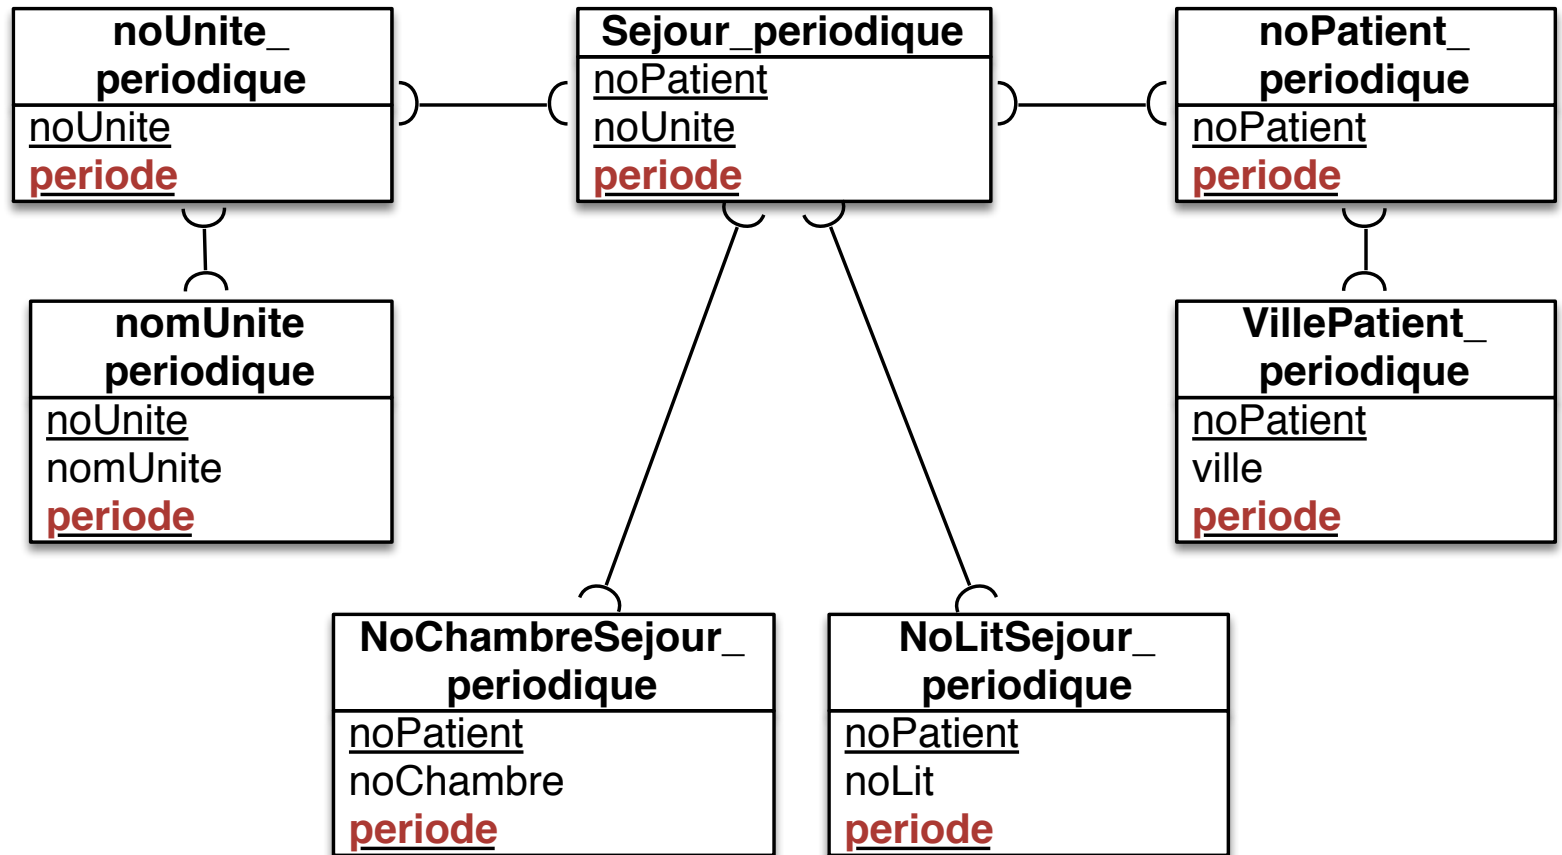 noUnite_
periodique
noUnite
periode
Sejour_periodique
noPatient
noUnite
periode
noPatient_
periodique
noPatient
periode
nomUnite
periodique
noUnite
nomUnite
periode
VillePatient_
periodique
noPatient
ville
periode
NoChambreSejour_
periodique
noPatient
noChambre
periode
NoLitSejour_
periodique
noPatient
noLit
periode